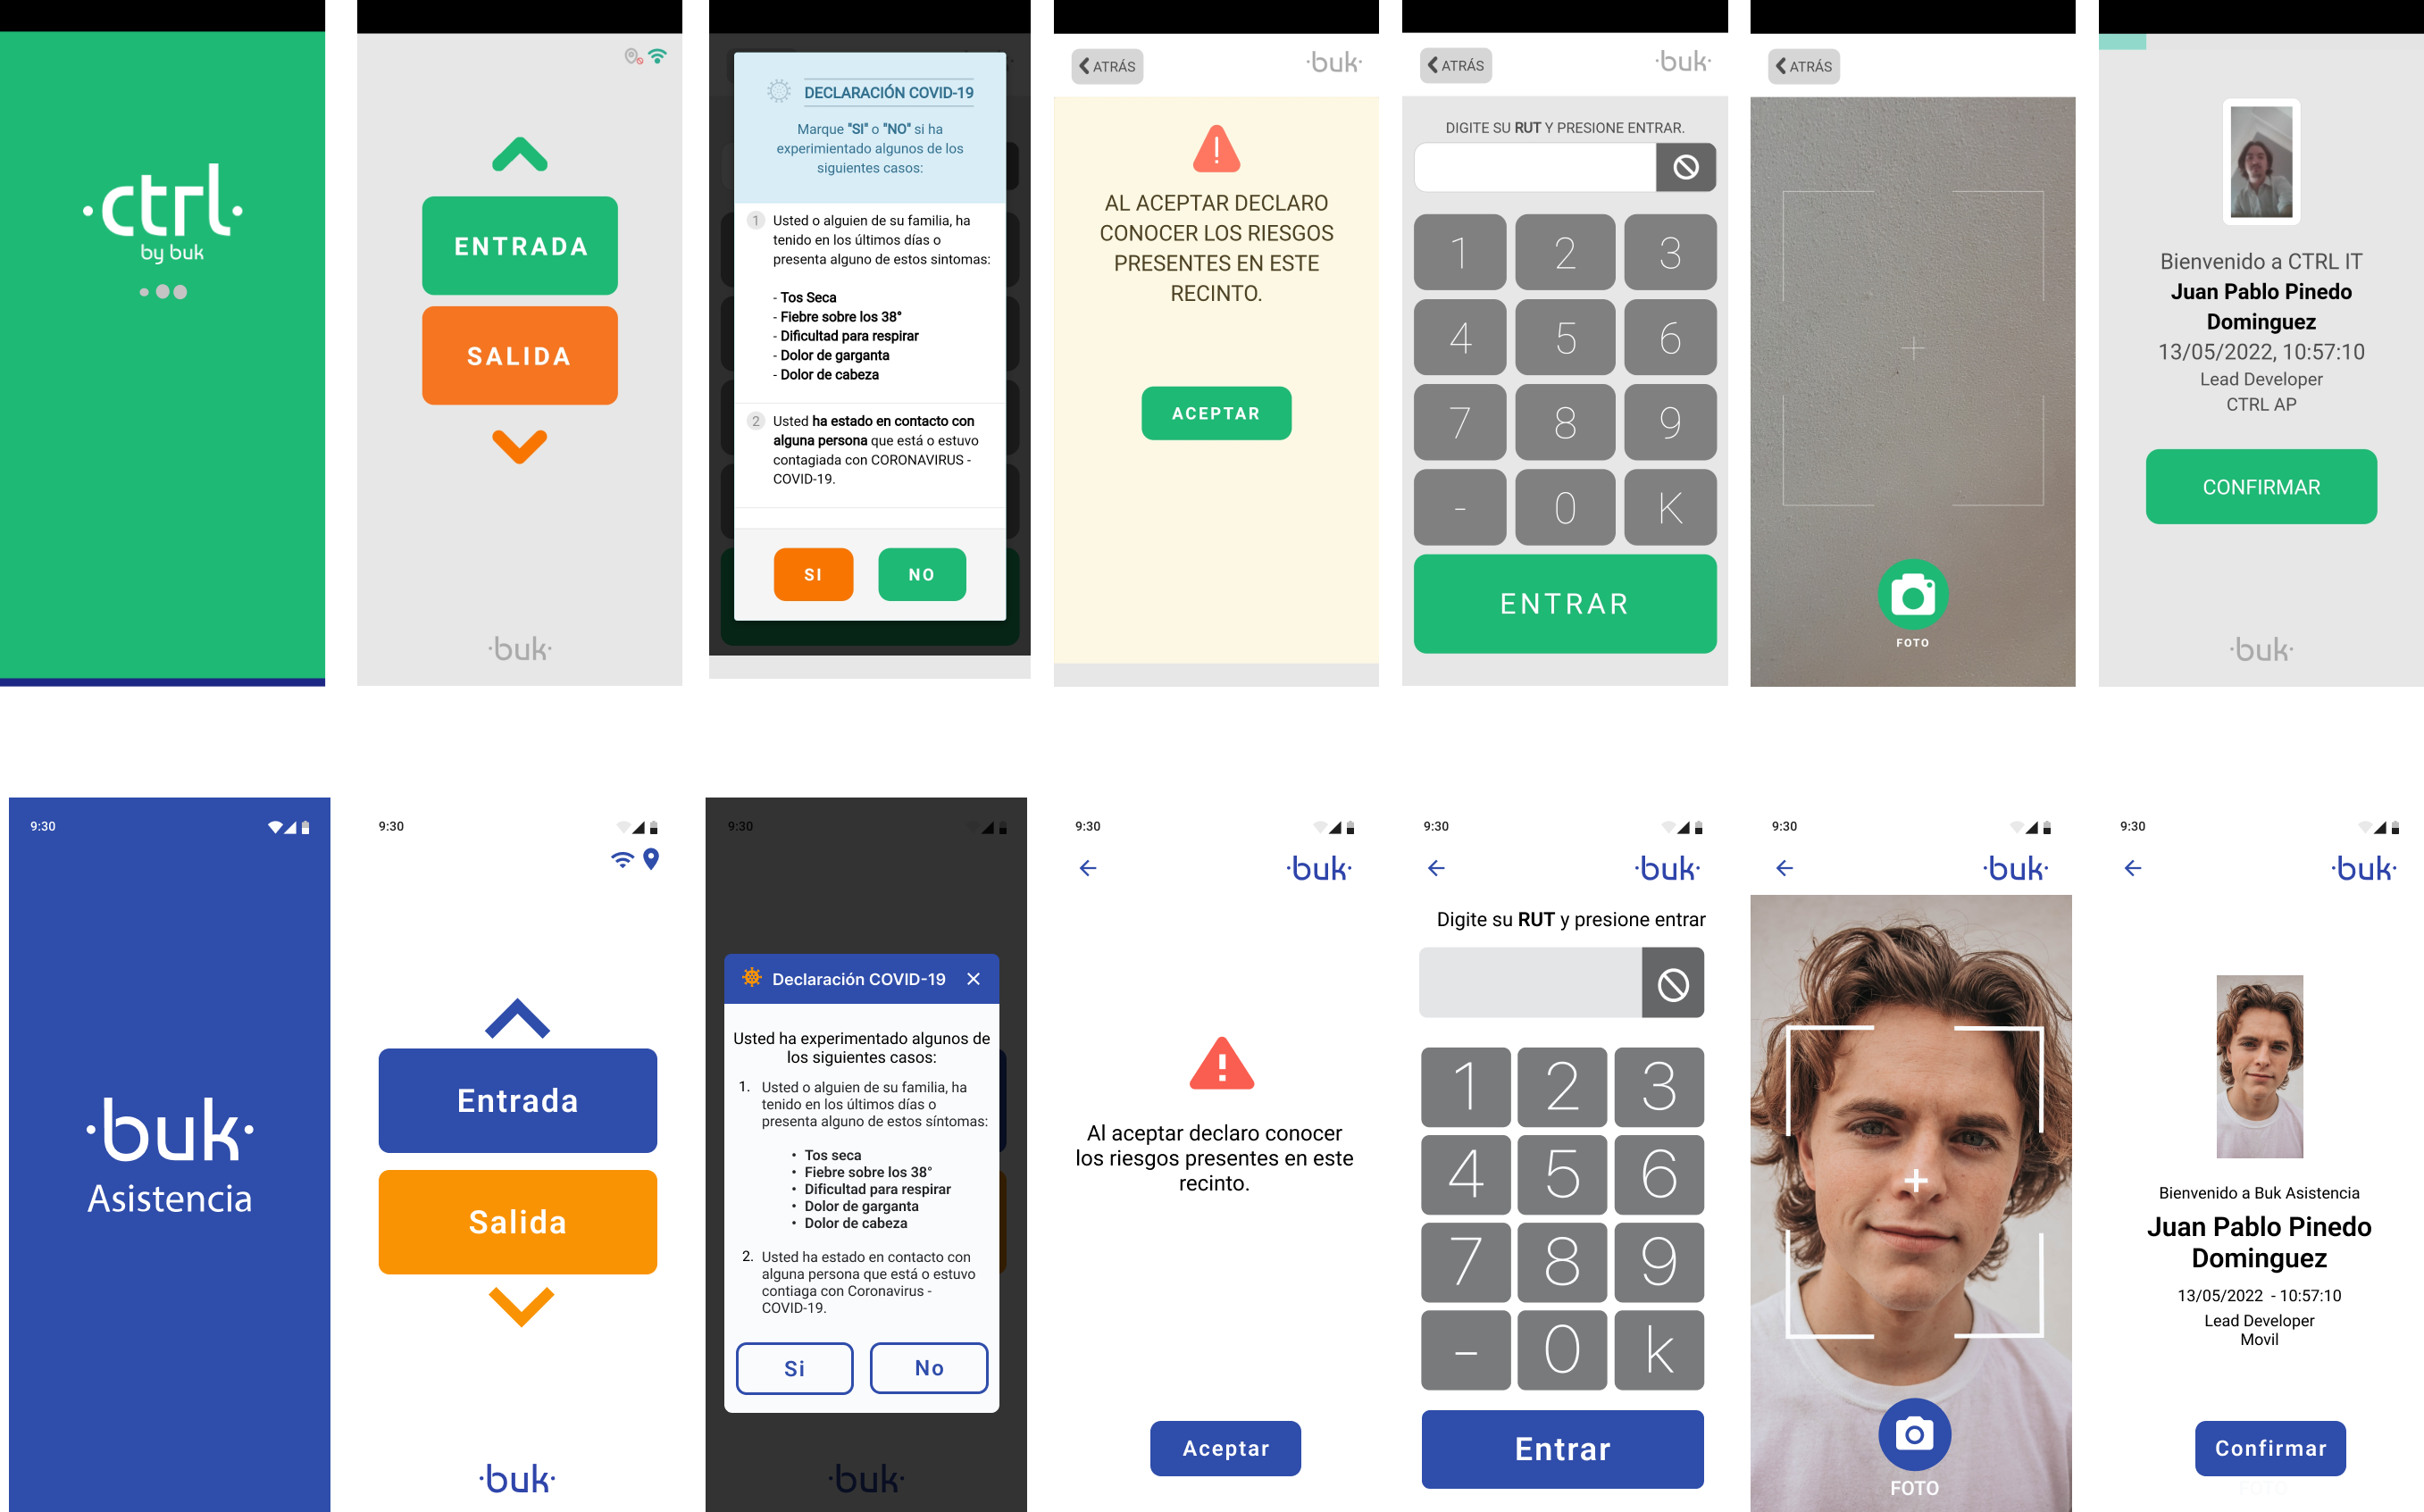 ·ctrl·
by buk
ENTRADA
SALIDA
·buk·
DECLARACIÓN COVID-19
Marque "SI" o "NO" si ha
experimientado algunos de los
siguientes casos:
1 Usted o alguien de su familia, ha
tenido en los últimos días o
presenta alguno de estos sintomas:
- Tos Seca
- Fiebre sobre los 38°
- Dificultad para respirar
- Dolor de garganta
- Dolor de cabeza
2 Usted ha estado en contacto con
alguna persona que está o estuvo
contagiada con CORONAVIRUS -
COVID-19.
SI NO
ATRÁS ·buk·
AL ACEPTAR DECLARO
CONOCER LOS RIESGOS
PRESENTES EN ESTE
RECINTO.
ACEPTAR
ATRÁS ·buk·
DIGITE SU RUT Y PRESIONE ENTRAR.
1 2 3
4 5 6
7 8 9
- 0 K
ENTRAR
ATRÁS
FOTO
Bienvenido a CTRL IT
Juan Pablo Pinedo
Dominguez
13/05/2022, 10:57:10
Lead Developer
CTRL AP
CONFIRMAR
·buk·
9:30
·buk·
Asistencia
9:30
Entrada
Salida
·buk·
9:30
Declaración COVID-19
Usted ha experimentado algunos de
los siguientes casos:
1. Usted o alguien de su familia, ha
tenido en los últimos días o
presenta alguno de estos síntomas:
• Tos seca
• Fiebre sobre los 38°
• Dificultad para respirar
• Dolor de garganta
• Dolor de cabeza
2. Usted ha estado en contacto con
alguna persona que está o estuvo
contiaga con Coronavirus -
COVID-19.
Si No
·buk·
9:30
·buk·
Al aceptar declaro conocer
los riesgos presentes en este
recinto.
Aceptar
9:30
·buk·
Digite su RUT y presione entrar
1 2 3
4 5 6
7 8 9
- 0 k
Entrar
9:30
·buk·
FOTO
9:30
·buk·
Bienvenido a Buk Asistencia
Juan Pablo Pinedo
Dominguez
13/05/2022 - 10:57:10
Lead Developer
Movil
Confirmar